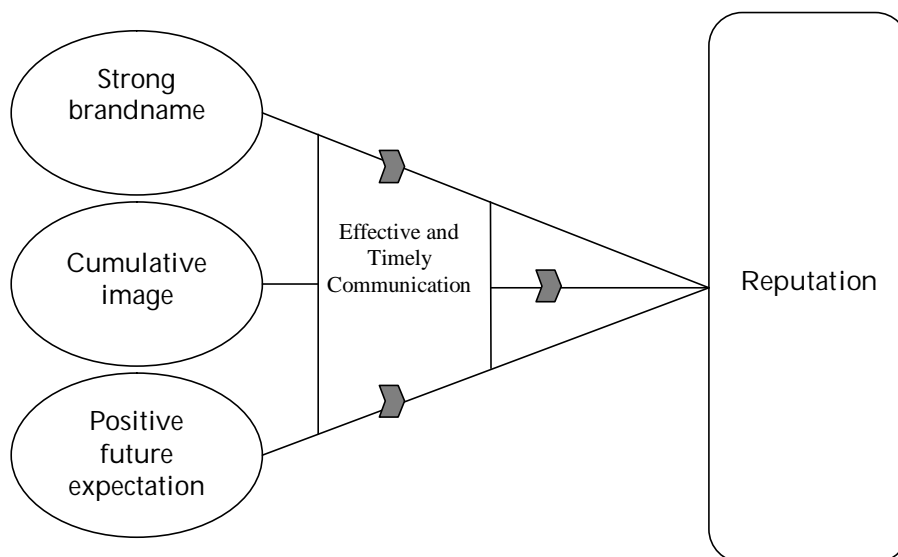 Strong
brandname
Cumulative
image
Positive
future
expectation
Effective and
Timely
Communication
Reputation